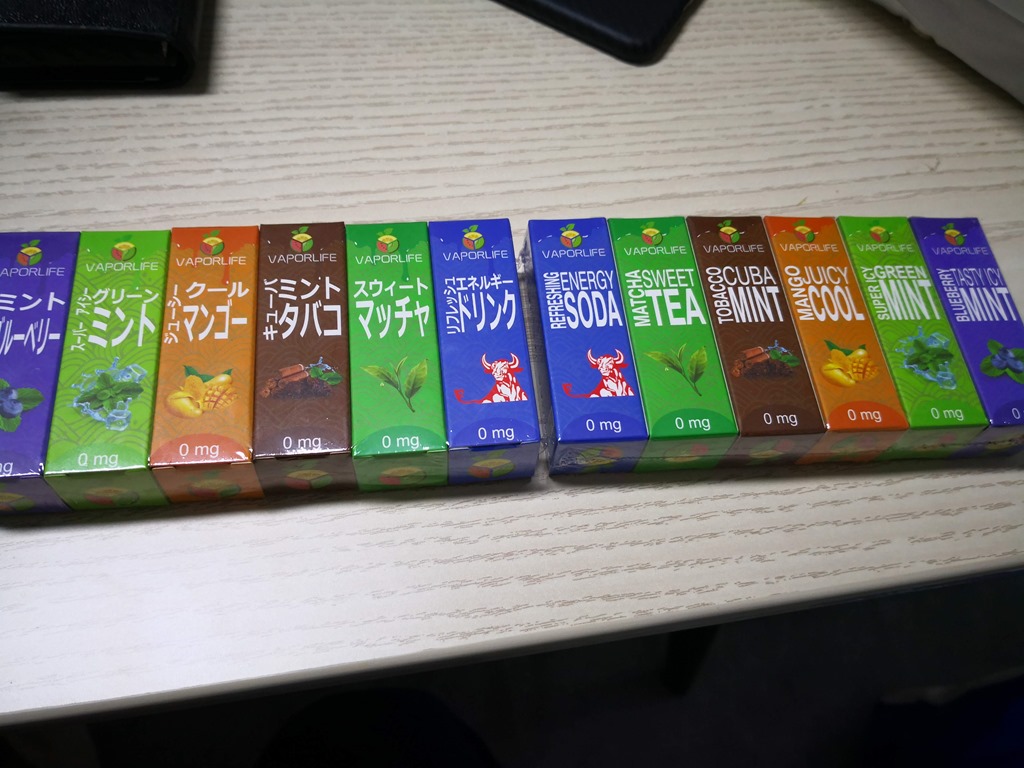 VAPORLIFE
ミント
ブルーベリー
mg
VAPORLIFE
スーパー アイシー
グリーン
ミント
0 mg
VAPORLIFE
ジューシー
クール
マンゴー
0 mg
VAPORLIFE
キューバ
ミント
タバコ
0 mg
VAPORLIFE
スウィート
マッチャ
0 mg
VAPORLIFE
リフレッシュ
エネルギー
ドリンク
0 mg
VAPORLIFE
REFRESHING
ENERGY
SODA
0 mg
VAPORLIFE
MATCHA
SWEET
TEA
0 mg
VAPORLIFE
TOBACCO
CUBA
MINT
0 mg
VAPORLIFE
MANGO
JUICY
COOL
0 mg
VAPORLIFE
SUPER ICY
GREEN
MINT
0 mg
VAPORLIFE
BLUEBERRY
TASTY ICY
MINT
0 m